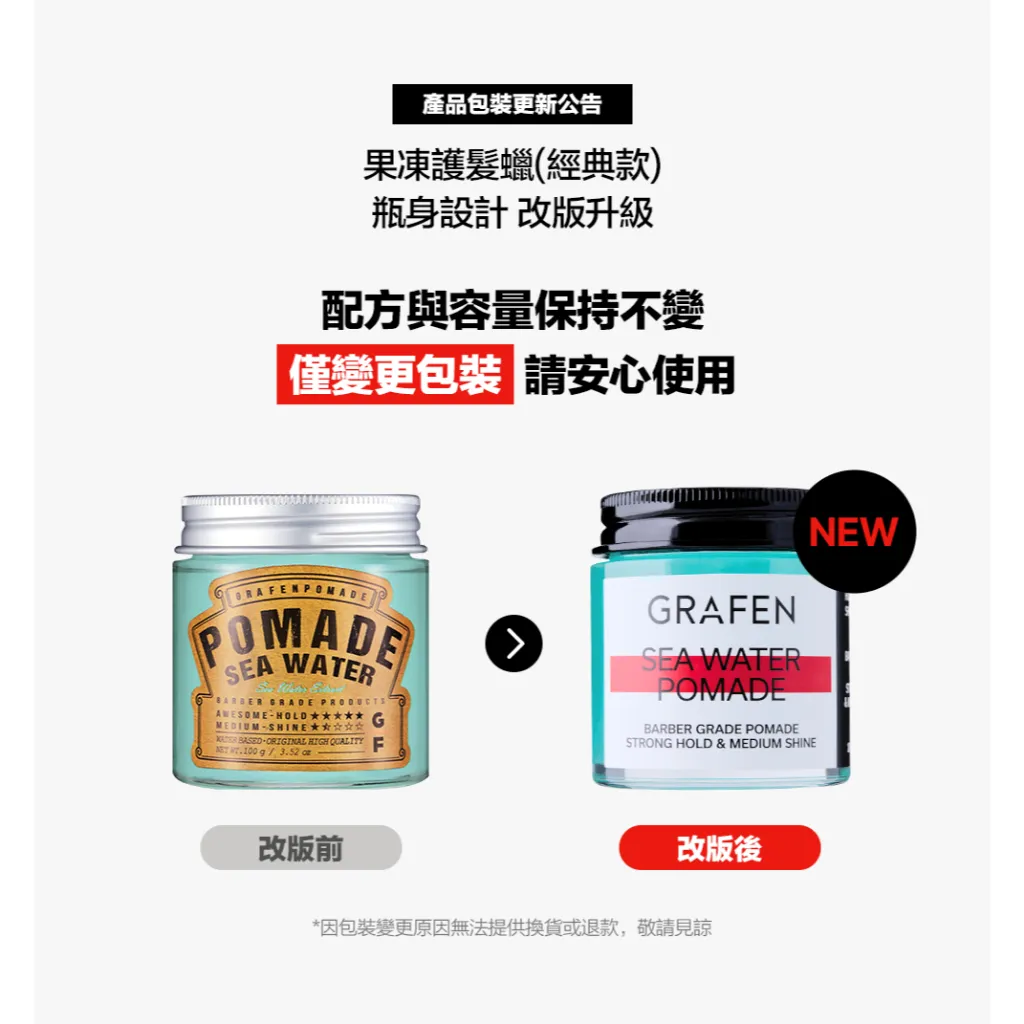 產品包裝更新公告
果凍護髮蠟(經典款)
瓶身設計 改版升級
配方與容量保持不變
僅變更包裝 請安心使用
GRAFENPOMADE
POMADE
SEA WATER
BARBER GRADE PRODUCTS
AWESOME-HOLD ★★★★★
MEDIUM-SHINE ★★☆☆☆
G
F
WATER BASED·ORIGINAL HIGH QUALITY
NET WT.100 g / 3.52 oz
NEW
GRAFEN
SEA WATER
POMADE
BARBER GRADE POMADE
STRONG HOLD & MEDIUM SHINE
改版前
改版後
*因包裝變更原因無法提供換貨或退款，敬請見諒